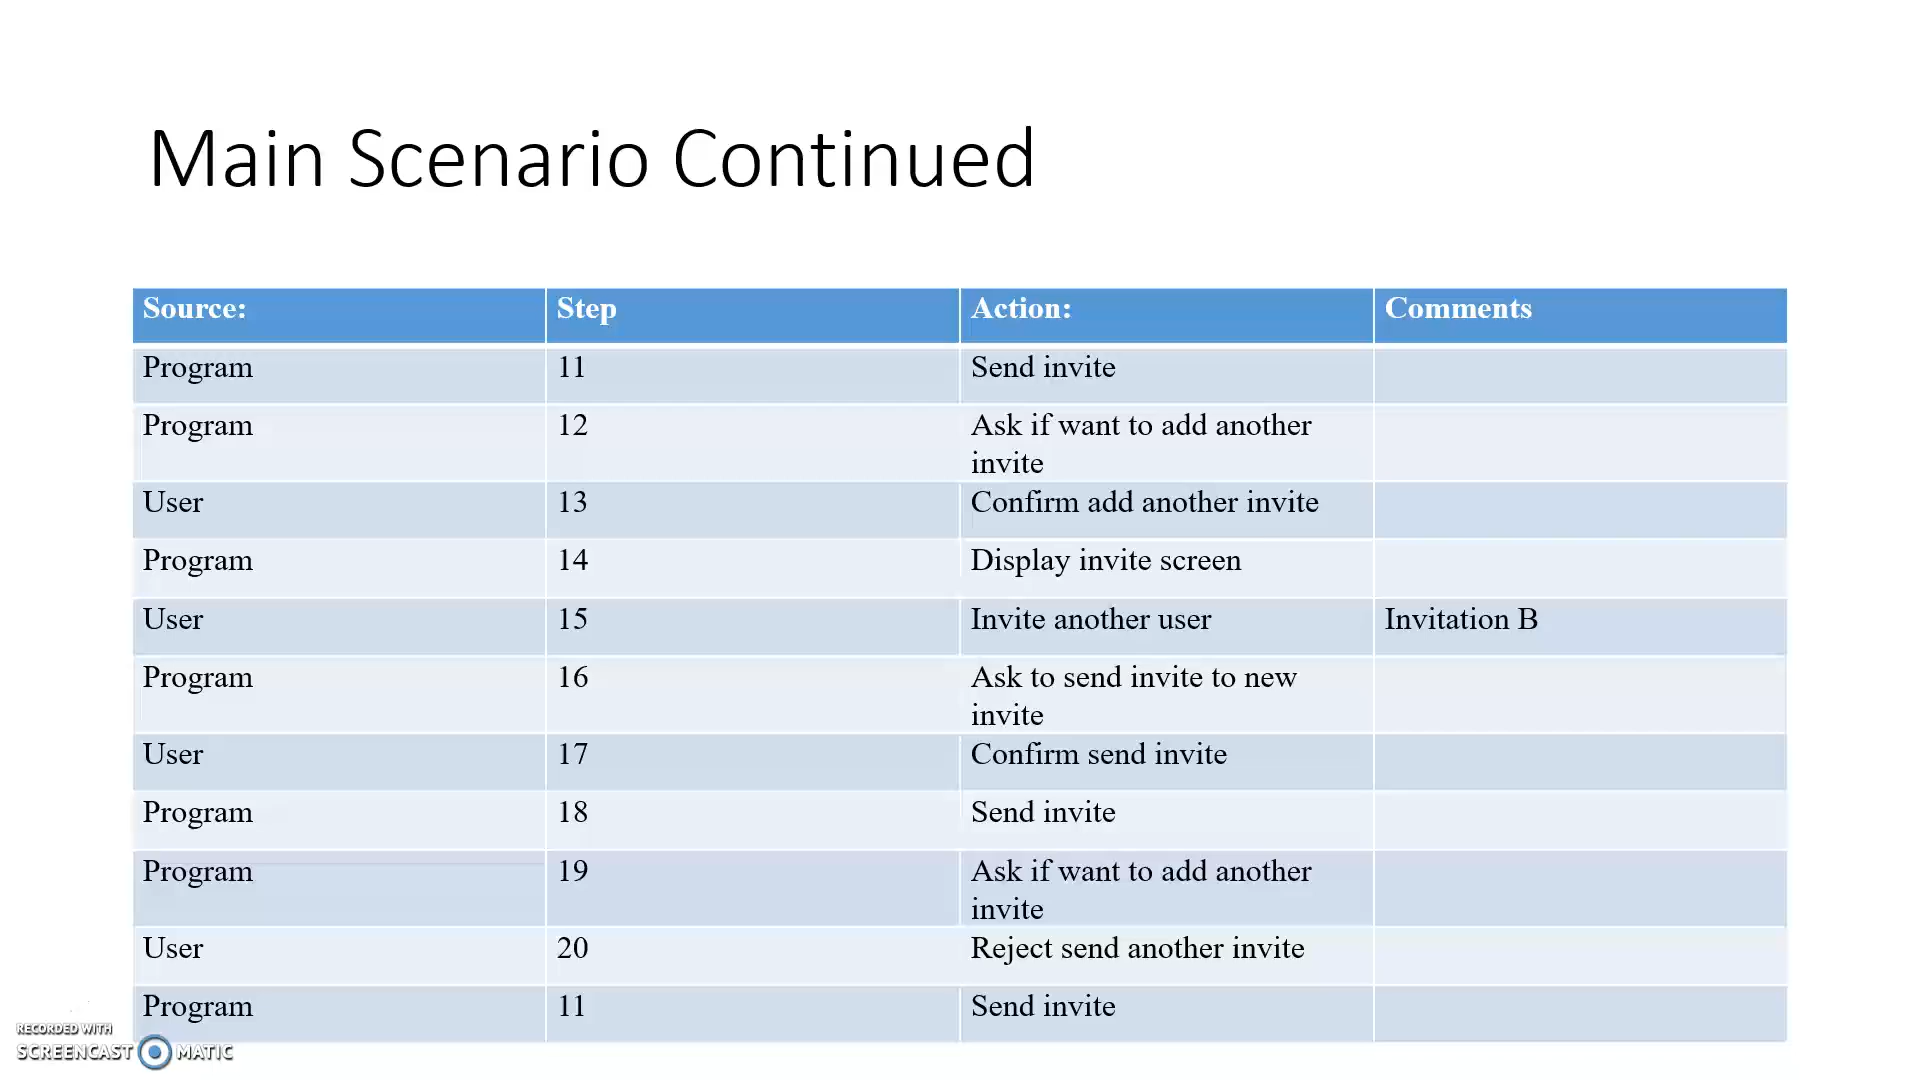 Main Scenario Continued
Source: Step Action: Comments
Program 11 Send invite
Program 12 Ask if want to add another
invite
User 13 Confirm add another invite
Program 14 Display invite screen
User 15 Invite another user Invitation B
Program 16 Ask to send invite to new
invite
User 17 Confirm send invite
Program 18 Send invite
Program 19 Ask if want to add another
invite
User 20 Reject send another invite
Program 11 Send invite
RECORDED WITH
SCREENCAST MATIC